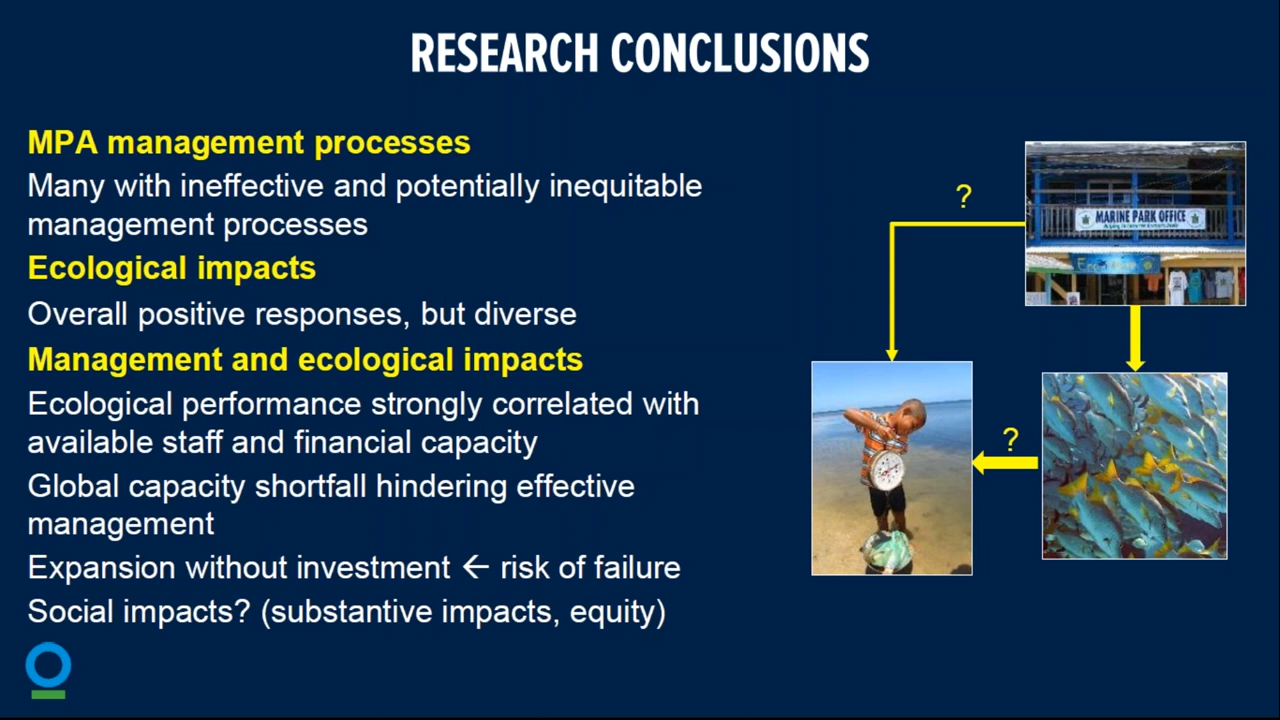 RESEARCH CONCLUSIONS
MPA management processes
Many with ineffective and potentially inequitable
management processes
Ecological impacts
Overall positive responses, but diverse
Management and ecological impacts
Ecological performance strongly correlated with
available staff and financial capacity
Global capacity shortfall hindering effective
management
Expansion without investment ← risk of failure
Social impacts? (substantive impacts, equity)
?
MARINE PARK OFFICE
?